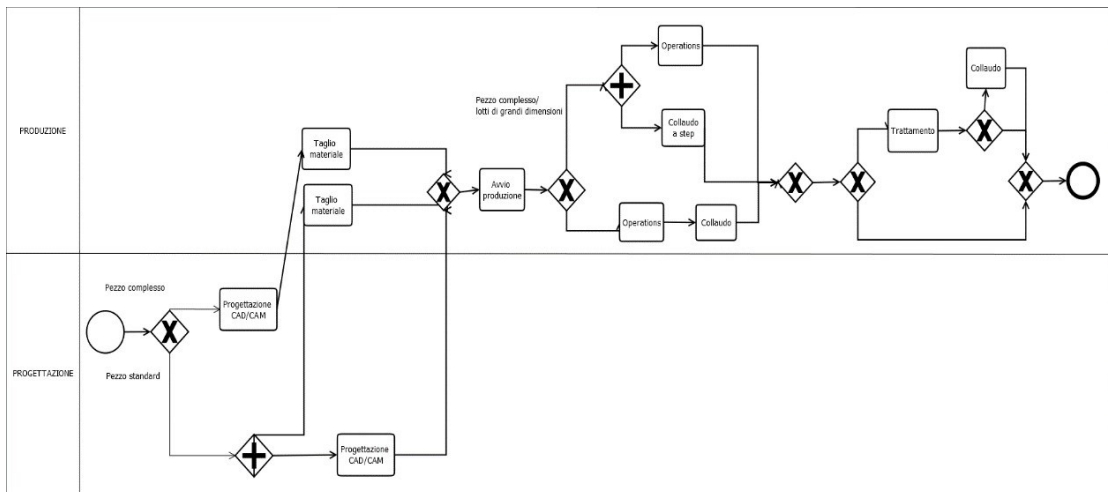 PRODUZIONE
Taglio
materiale
Taglio
materiale
Avvio
produzione
Pezzo complesso/
lotti di grandi dimensioni
Operations
Collaudo
a step
Operations
Collaudo
Trattamento
Collaudo
PROGETTAZIONE
Pezzo complesso
Progettazione
CAD/CAM
Pezzo standard
Progettazione
CAD/CAM